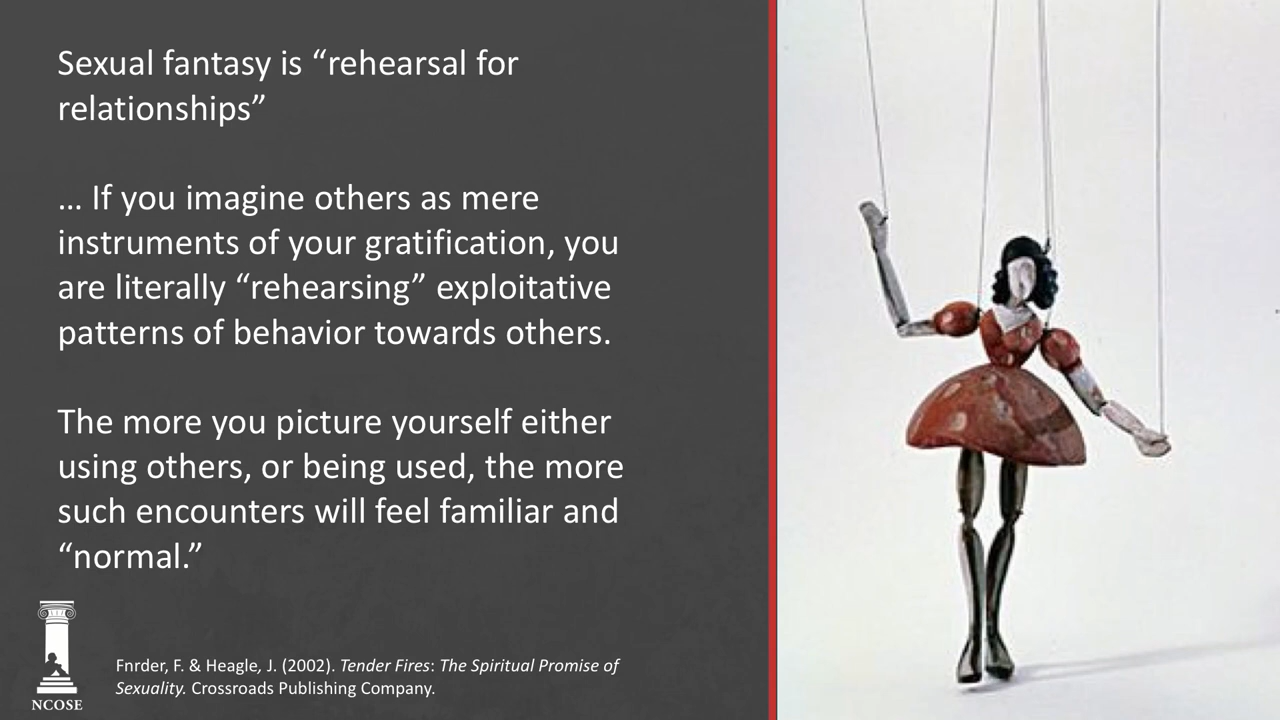 Sexual fantasy is “rehearsal for
relationships”
… If you imagine others as mere
instruments of your gratification, you
are literally “rehearsing” exploitative
patterns of behavior towards others.
The more you picture yourself either
using others, or being used, the more
such encounters will feel familiar and
“normal.”
Fnrder, F. & Heagle, J. (2002). Tender Fires: The Spiritual Promise of
Sexuality. Crossroads Publishing Company.
NCOSE